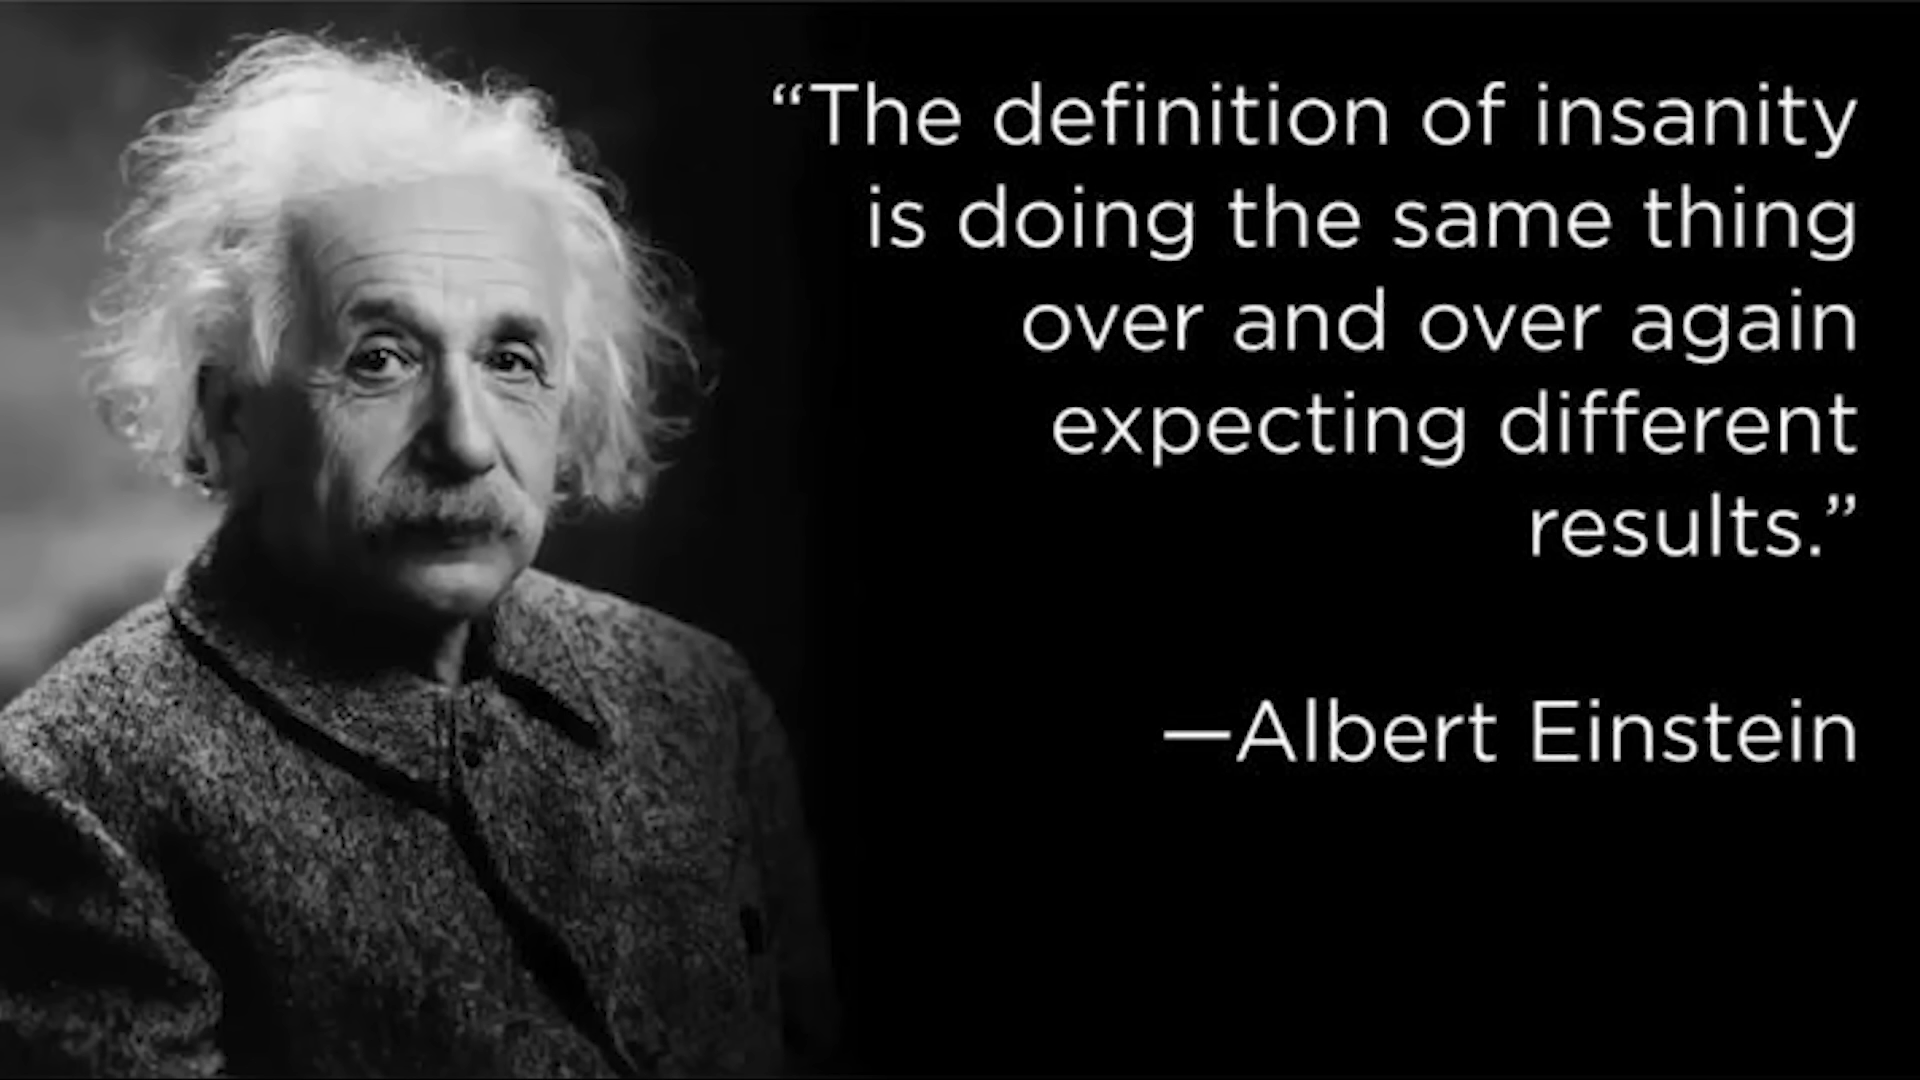 “The definition of insanity
is doing the same thing
over and over again
expecting different
results.”
—Albert Einstein